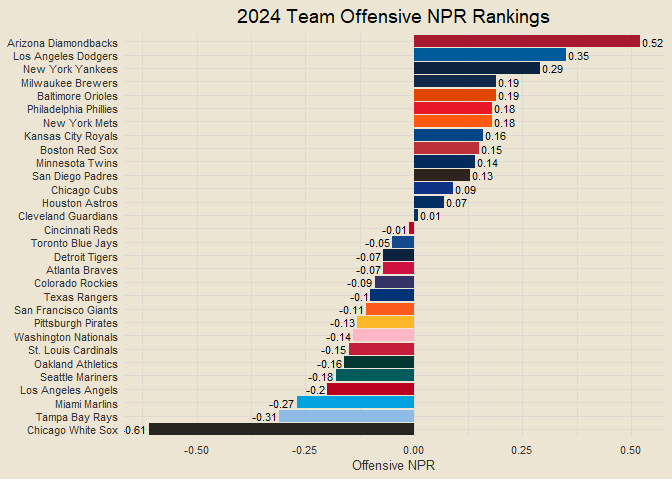 2024 Team Offensive NPR Rankings
Arizona Diamondbacks 0.52
Los Angeles Dodgers 0.35
New York Yankees 0.29
Milwaukee Brewers 0.19
Baltimore Orioles 0.19
Philadelphia Phillies 0.18
New York Mets 0.18
Kansas City Royals 0.16
Boston Red Sox 0.15
Minnesota Twins 0.14
San Diego Padres 0.13
Chicago Cubs 0.09
Houston Astros 0.07
Cleveland Guardians 0.01
Cincinnati Reds -0.01
Toronto Blue Jays -0.05
Detroit Tigers -0.07
Atlanta Braves -0.07
Colorado Rockies -0.09
Texas Rangers -0.1
San Francisco Giants -0.11
Pittsburgh Pirates -0.13
Washington Nationals -0.14
St. Louis Cardinals -0.15
Oakland Athletics -0.16
Seattle Mariners -0.18
Los Angeles Angels -0.2
Miami Marlins -0.27
Tampa Bay Rays -0.31
Chicago White Sox -0.61
-0.50 -0.25 0.00 0.25 0.50
Offensive NPR